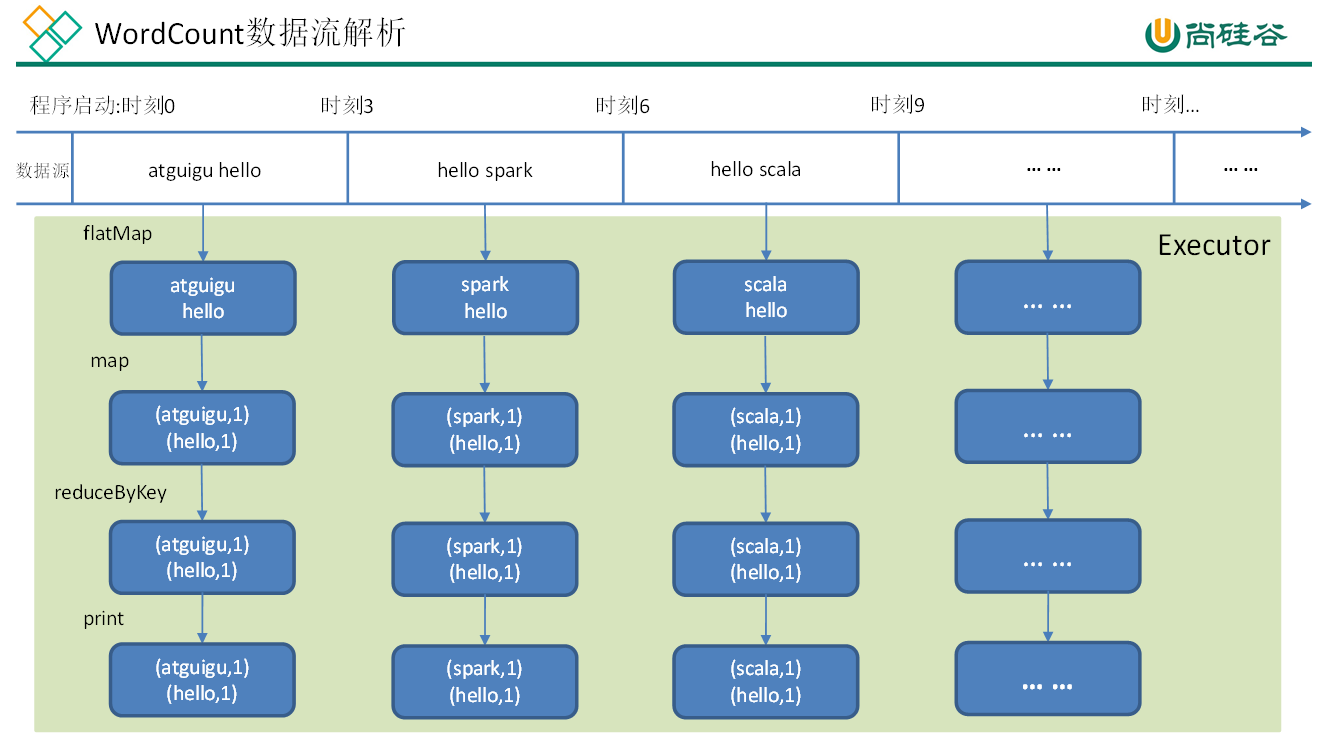 WordCount数据流解析
尚硅谷
程序启动:时刻0 时刻3 时刻6 时刻9 时刻...
数据源 atguigu hello hello spark hello scala ... ... ... ...
flatMap
Executor
atguigu
hello
spark
hello
scala
hello
... ...
map
(atguigu,1)
(hello,1)
(spark,1)
(hello,1)
(scala,1)
(hello,1)
... ...
reduceByKey
(atguigu,1)
(hello,1)
(spark,1)
(hello,1)
(scala,1)
(hello,1)
... ...
print
(atguigu,1)
(hello,1)
(spark,1)
(hello,1)
(scala,1)
(hello,1)
... ...